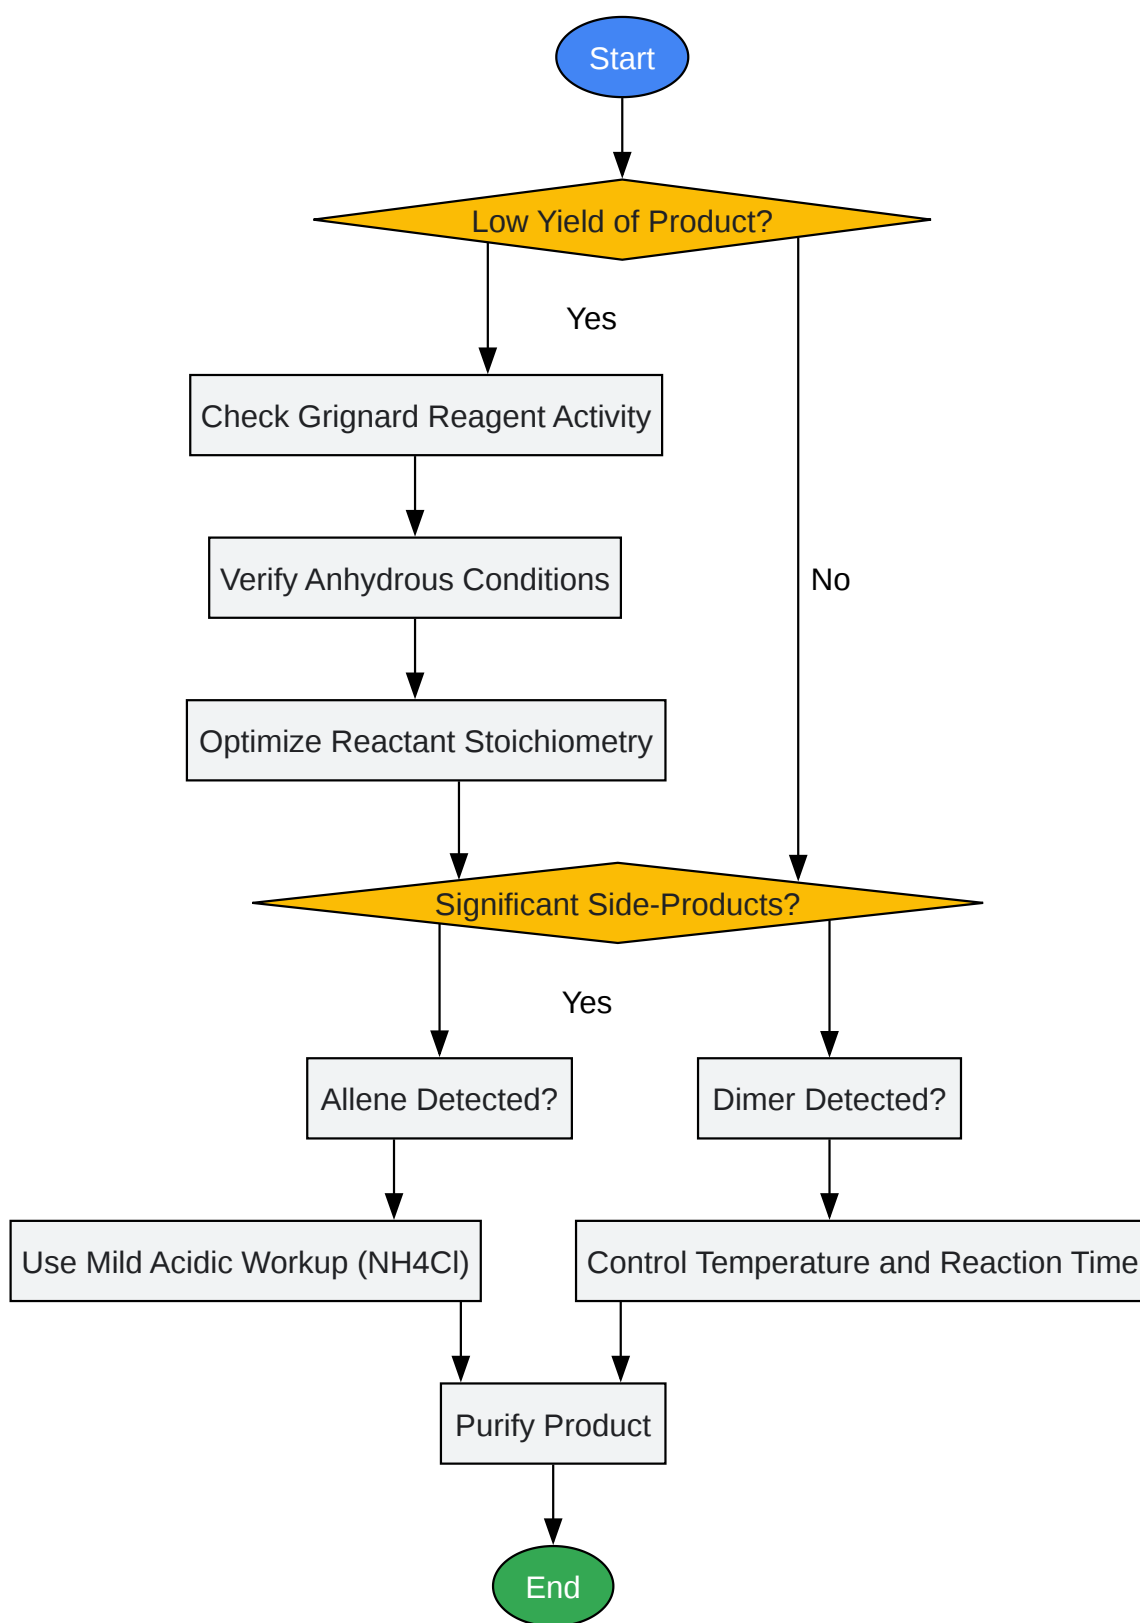 Start
Low Yield of Product?
Yes
Check Grignard Reagent Activity
Verify Anhydrous Conditions
No
Optimize Reactant Stoichiometry
Significant Side-Products?
Yes
Allene Detected?
Dimer Detected?
Use Mild Acidic Workup (NH4Cl)
Control Temperature and Reaction Time
Purify Product
End